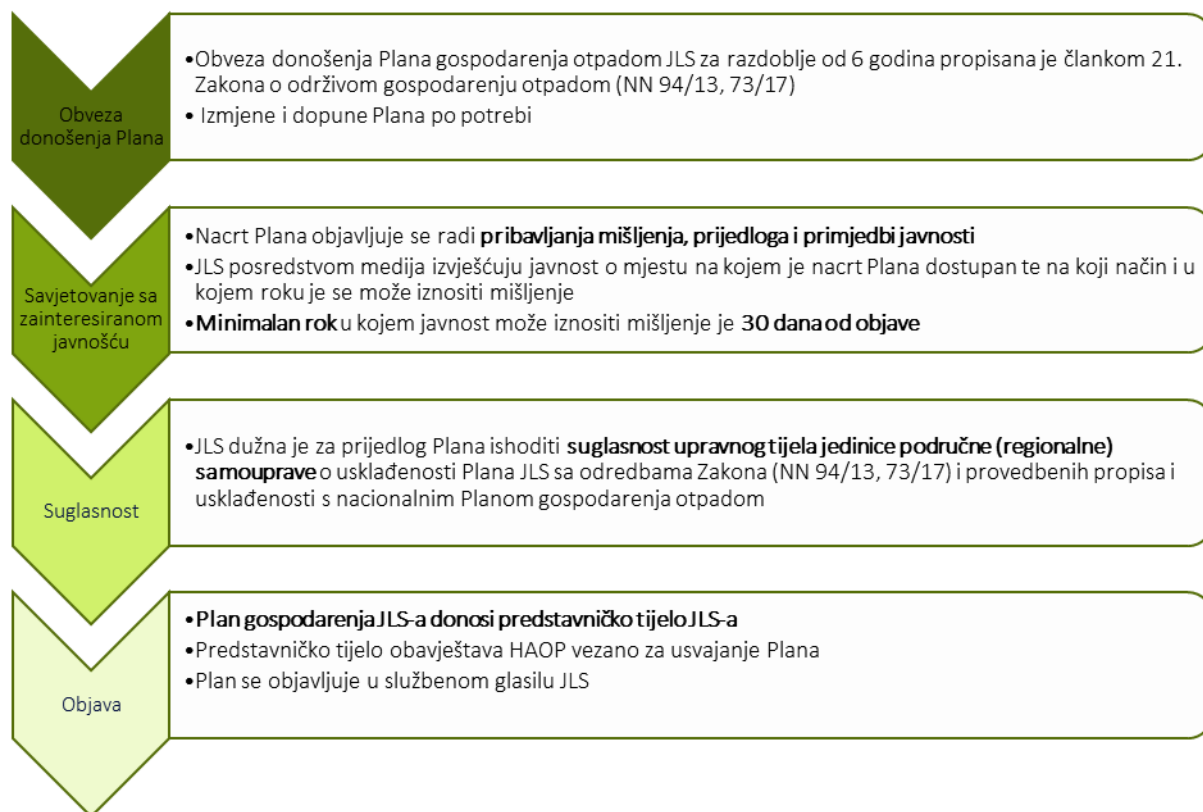 Obveza
donošenja Plana
•Obveza donošenja Plana gospodarenja otpadom JLS za razdoblje od 6 godina propisana je člankom 21.
Zakona o održivom gospodarenju otpadom (NN 94/13, 73/17)
• Izmjene i dopune Plana po potrebi
Savjetovanje sa
zainteresiranom
javnošću
•Nacrt Plana objavljuje se radi pribavljanja mišljenja, prijedloga i primjedbi javnosti
•JLS posredstvom medija izvješćuju javnost o mjestu na kojem je nacrt Plana dostupan te na koji način i u
kojem roku je se može iznositi mišljenje
•Minimalan rok u kojem javnost može iznositi mišljenje je 30 dana od objave
Suglasnost
•JLS dužna je za prijedlog Plana ishoditi suglasnost upravnog tijela jedinice područne (regionalne)
samouprave o usklađenosti Plana JLS sa odredbama Zakona (NN 94/13, 73/17) i provedbenih propisa i
usklađenosti s nacionalnim Planom gospodarenja otpadom
Objava
•Plan gospodarenja JLS-a donosi predstavničko tijelo JLS-a
•Predstavničko tijelo obavještava HAOP vezano za usvajanje Plana
•Plan se objavljuje u službenom glasilu JLS